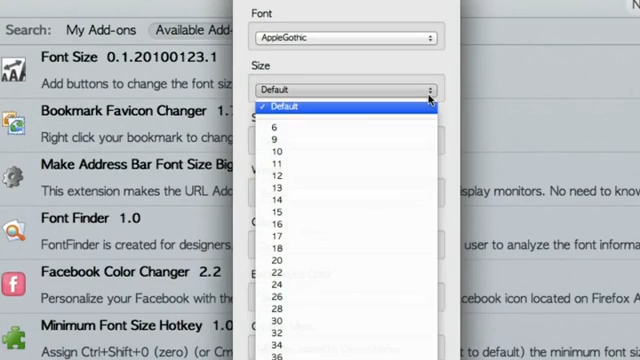 Search: My Add-ons Available Add-
Font
AppleGothic
Size
Default
✓ Default
6
9
10
11
12
13
14
15
16
17
18
20
22
24
26
28
30
32
34
36
Font Size 0.1.20100123.1
Add buttons to change the font siz
Bookmark Favicon Changer 1.7
Right click your bookmark to chang
Make Address Bar Font Size Big
This extension makes the URL Add
display monitors. No need to know
Font Finder 1.0
FontFinder is created for designers,
user to analyze the font informa
Facebook Color Changer 2.2
Personalize your Facebook with the
cebook icon located on Firefox A
Minimum Font Size Hotkey 1.0
Assign Ctrl+Shift+0 (zero) (or Com
t to default) the minimum font s